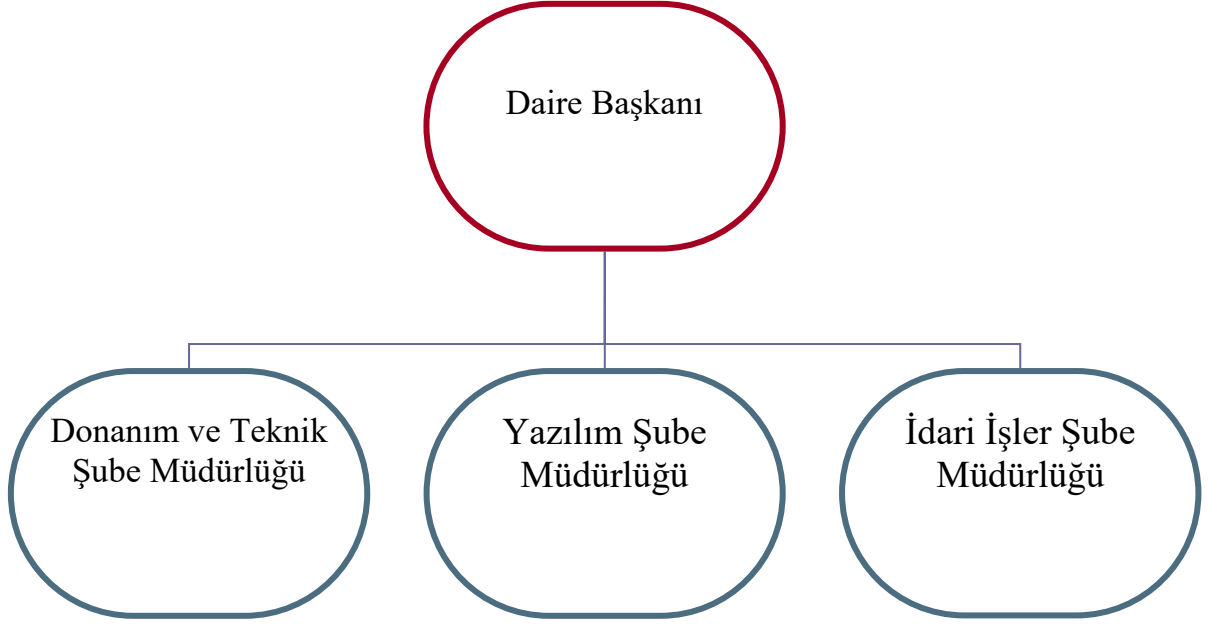 Daire Başkanı
Donanım ve Teknik
Şube Müdürlüğü
Yazılım Şube
Müdürlüğü
İdari İşler Şube
Müdürlüğü